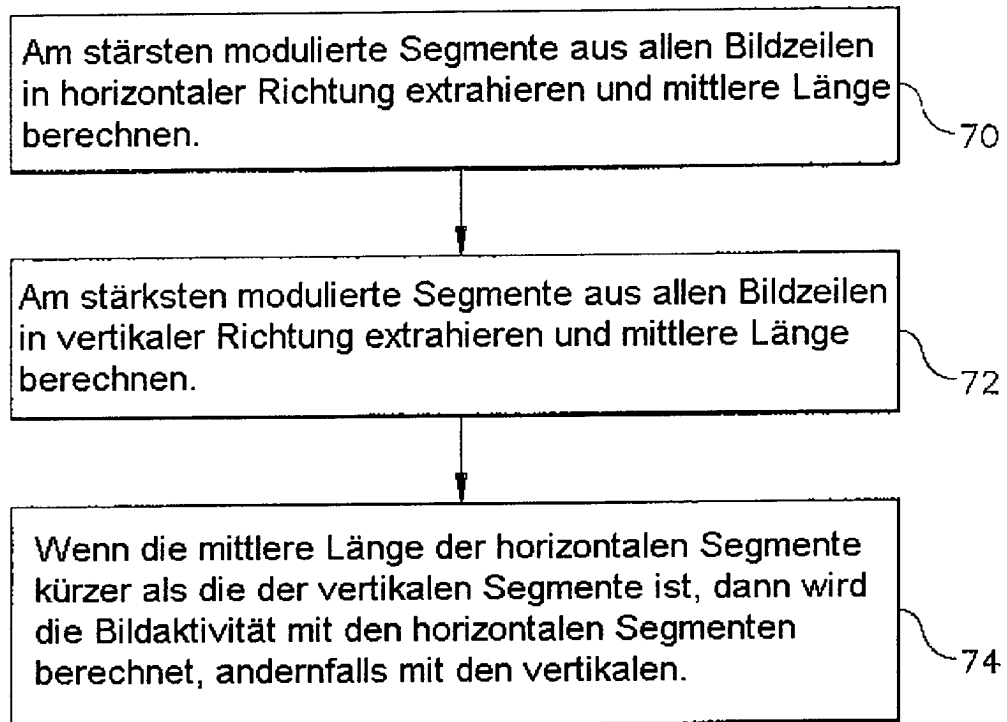 Am stärsten modulierte Segmente aus allen Bildzeilen
in horizontaler Richtung extrahieren und mittlere Länge
berechnen.
70
Am stärksten modulierte Segmente aus allen Bildzeilen
in vertikaler Richtung extrahieren und mittlere Länge
berechnen.
72
Wenn die mittlere Länge der horizontalen Segmente
kürzer als die der vertikalen Segmente ist, dann wird
die Bildaktivität mit den horizontalen Segmenten
berechnet, andernfalls mit den vertikalen.
74